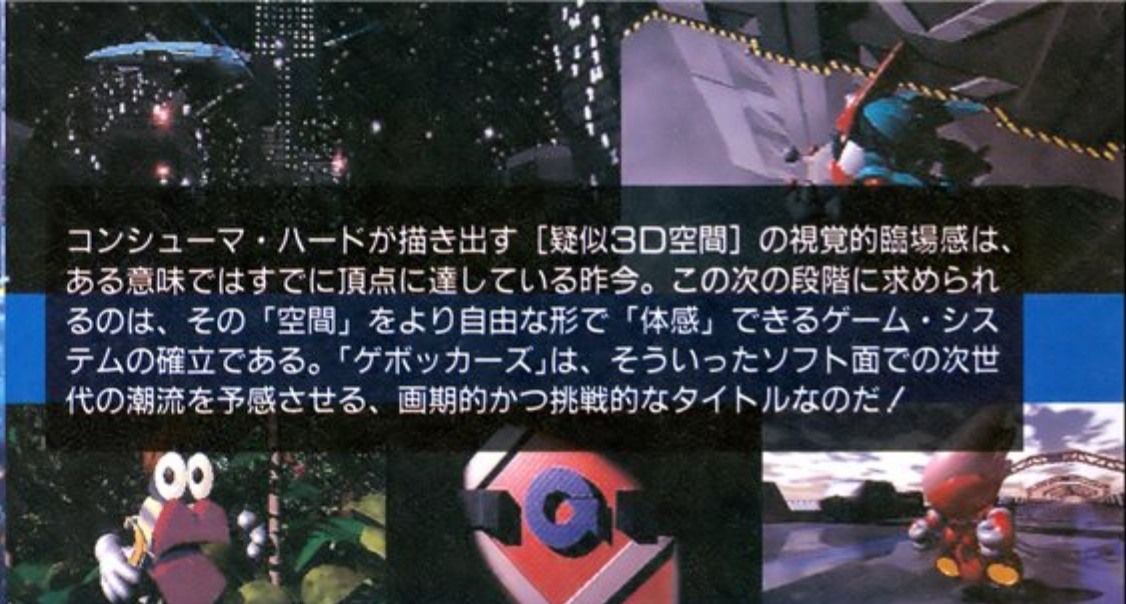 コンシューマ・ハードが描き出す［疑似3D空間］の視覚的臨場感は、
ある意味ではすでに頂点に達している昨今。この次の段階に求められ
るのは、その「空間」をより自由な形で「体感」できるゲーム・シス
テムの確立である。「ゲボッカーズ」は、そういったソフト面での次世
代の潮流を予感させる、画期的かつ挑戦的なタイトルなのだ！